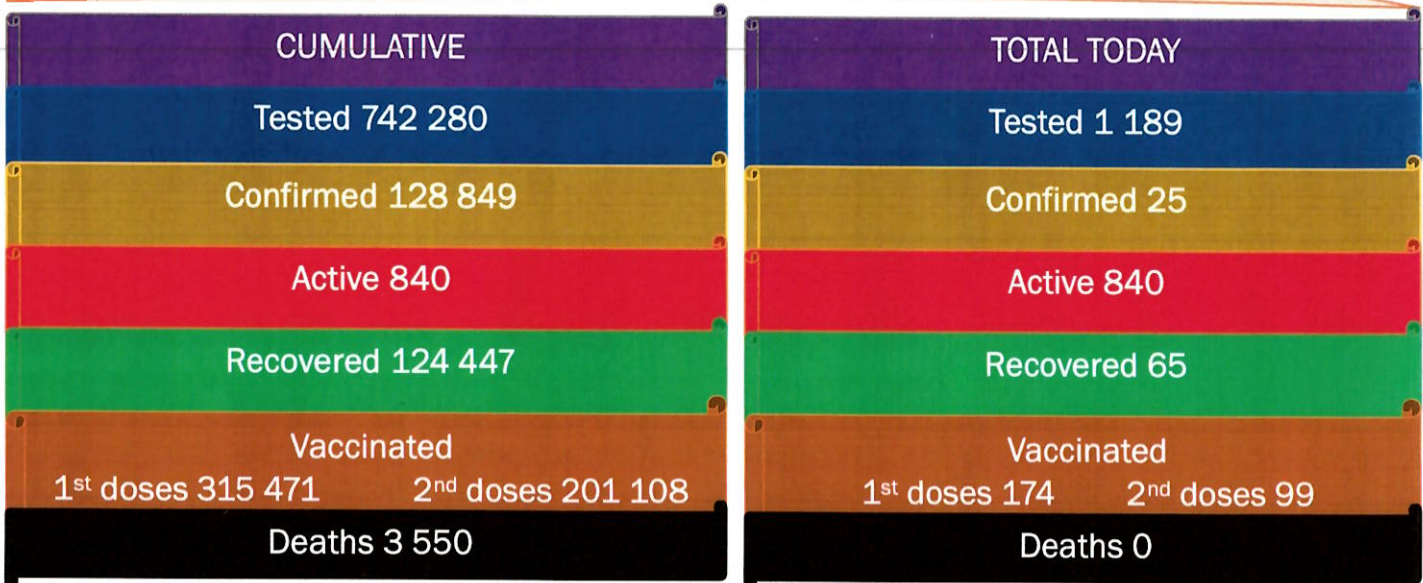 CUMULATIVE
Tested 742 280
Confirmed 128 849
Active 840
Recovered 124 447
Vaccinated
1st doses 315 471 2nd doses 201 108
Deaths 3 550
TOTAL TODAY
Tested 1 189
Confirmed 25
Active 840
Recovered 65
Vaccinated
1st doses 174 2nd doses 99
Deaths 0